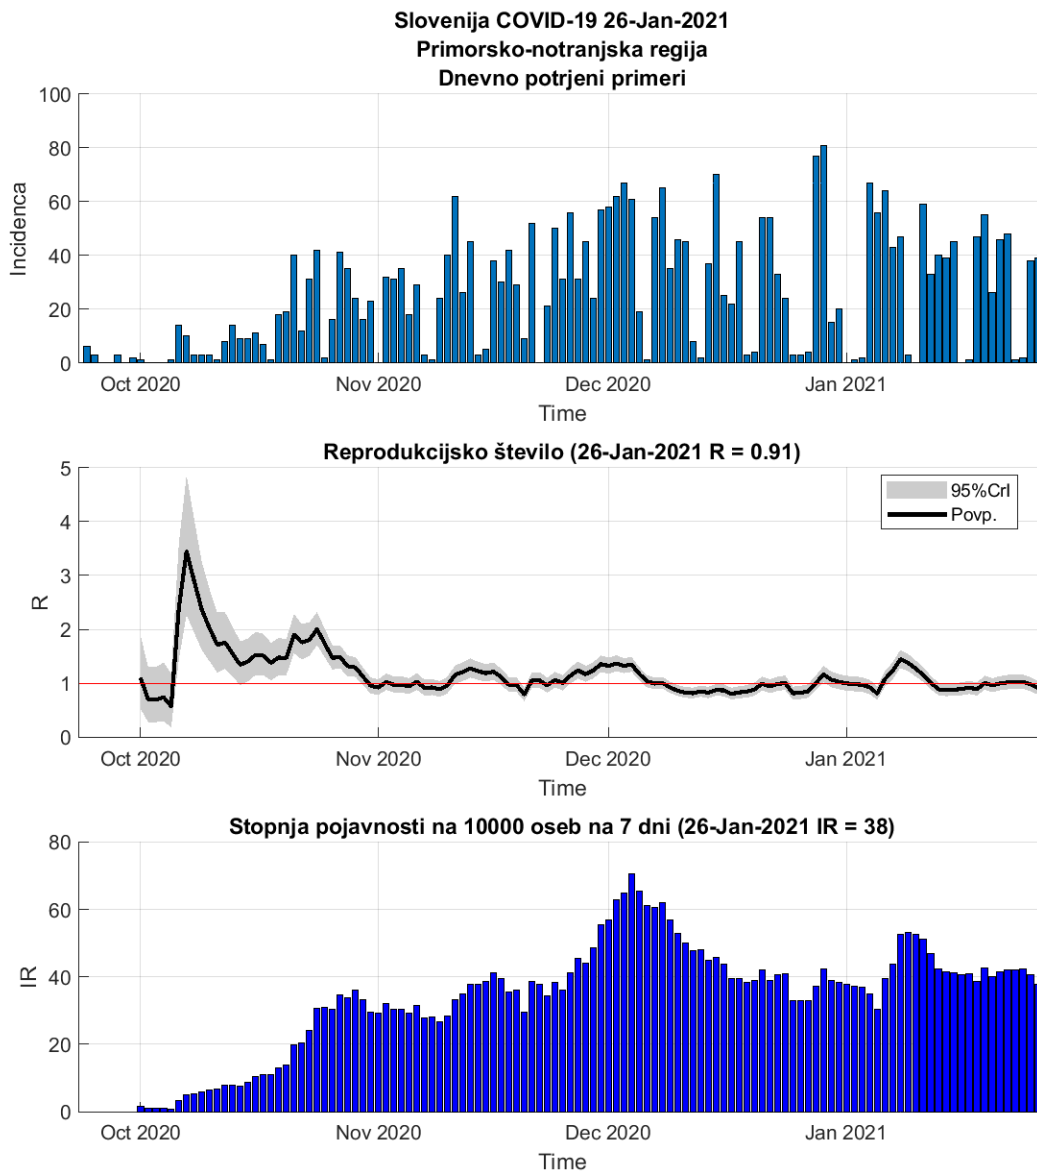 Slovenija COVID-19 26-Jan-2021
Primorsko-notranjska regija
Dnevno potrjeni primeri
100
80
60
40
20
0
Incidenca
Oct 2020 Nov 2020 Dec 2020 Jan 2021
Time
Reprodukcijsko število (26-Jan-2021 R = 0.91)
5
4
3
2
1
0
R
95%CrI
Povp.
Oct 2020 Nov 2020 Dec 2020 Jan 2021
Time
Stopnja pojavnosti na 10000 oseb na 7 dni (26-Jan-2021 IR = 38)
80
60
40
20
0
IR
Oct 2020 Nov 2020 Dec 2020 Jan 2021
Time